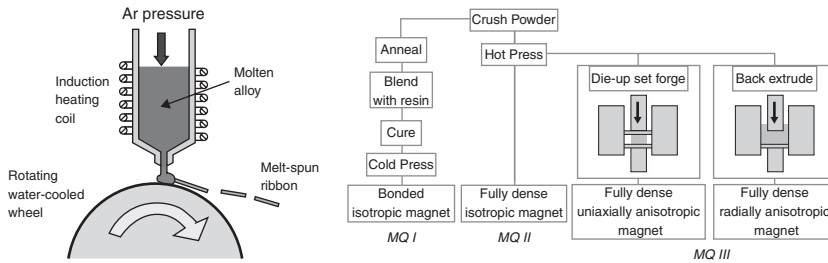 Ar pressure
Induction
heating
coil
Molten
alloy
Rotating
water-cooled
wheel
Melt-spun
ribbon
Crush Powder
Anneal
Hot Press
Blend
with resin
Die-up set forge
Back extrude
Cure
Cold Press
Bonded
isotropic magnet
Fully dense
isotropic magnet
Fully dense
uniaxially anisotropic
magnet
Fully dense
radially anisotropic
magnet
MQ I
MQ II
MQ III